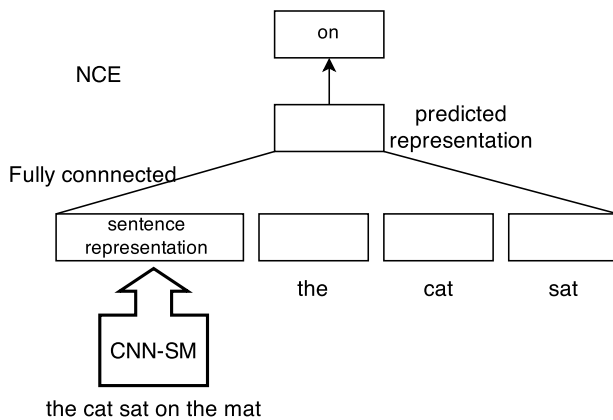 on
NCE
predicted
representation
Fully connnected
sentence
representation
the
cat
sat
CNN-SM
the cat sat on the mat